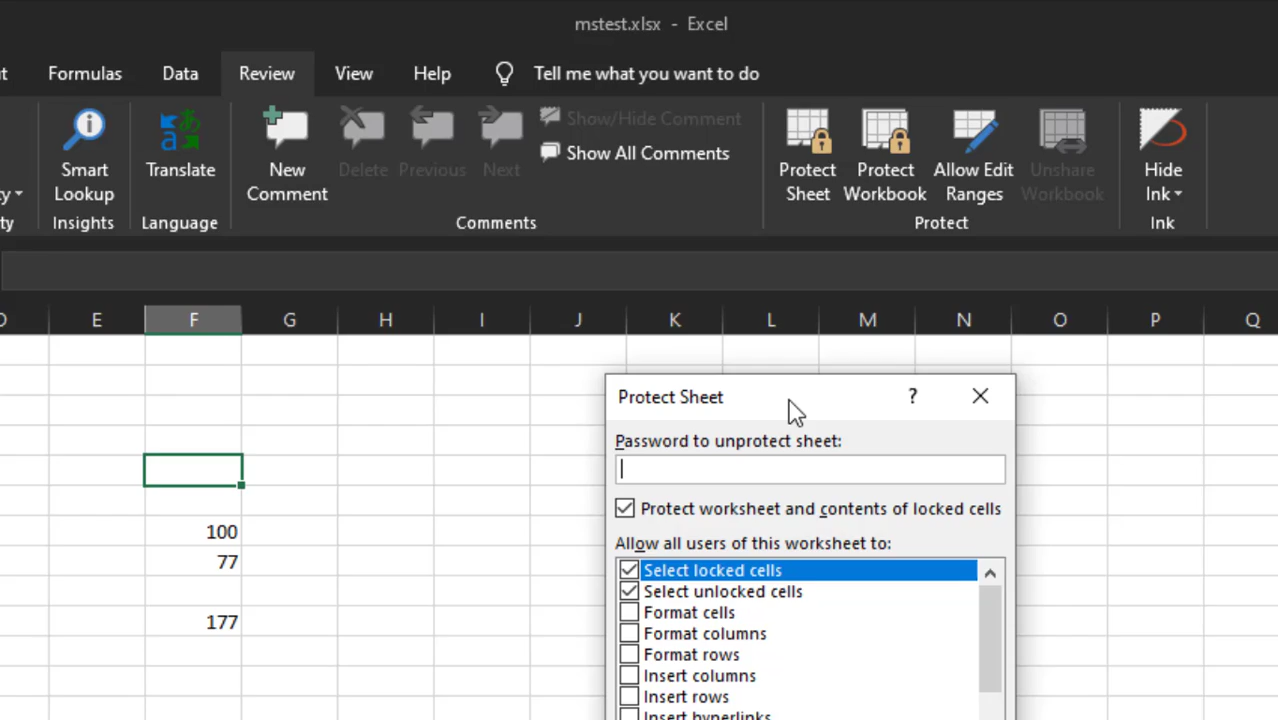 mstest.xlsx - Excel
Formulas Data Review View Help Tell me what you want to do
Show/Hide Comment
Show All Comments
Smart Lookup
Translate
New Comment
Delete
Previous
Next
Protect Sheet
Protect Workbook
Allow Edit Ranges
Unshare Workbook
Hide Ink
Insights Language Comments Protect Ink
E F G H I J K L M N O P Q
Protect Sheet ?
Password to unprotect sheet:
Protect worksheet and contents of locked cells
Allow all users of this worksheet to:
Select locked cells
Select unlocked cells
Format cells
Format columns
Format rows
Insert columns
Insert rows
Insert hyperlinks
100
77
177